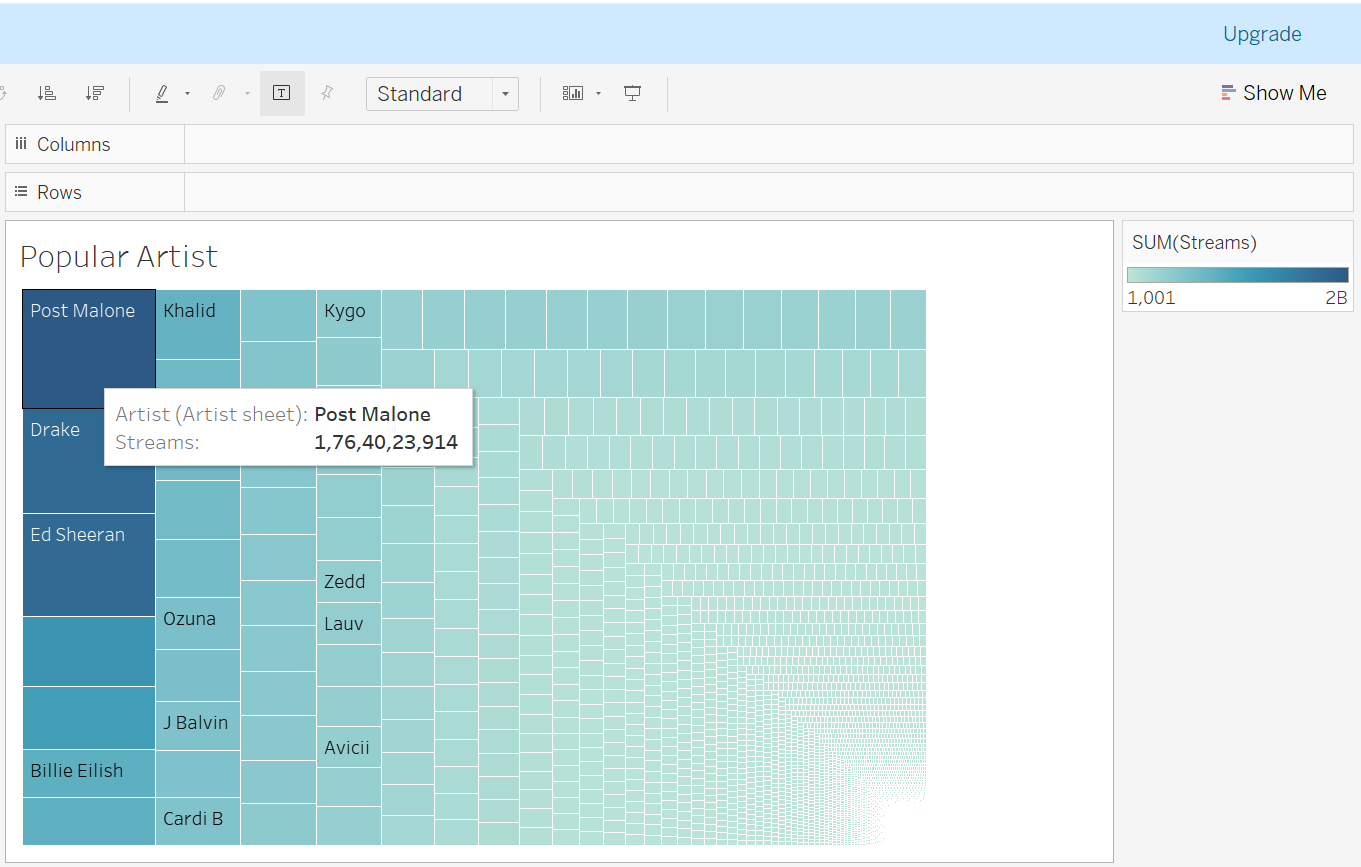 Upgrade
Standard
Show Me
Columns
Rows
Popular Artist
SUM(Streams)
1,001 2B
Post Malone
Khalid
Kygo
Artist (Artist sheet): Post Malone
Streams: 1,76,40,23,914
Drake
Ed Sheeran
Zedd
Ozuna
Lauv
J Balvin
Avicii
Billie Eilish
Cardi B